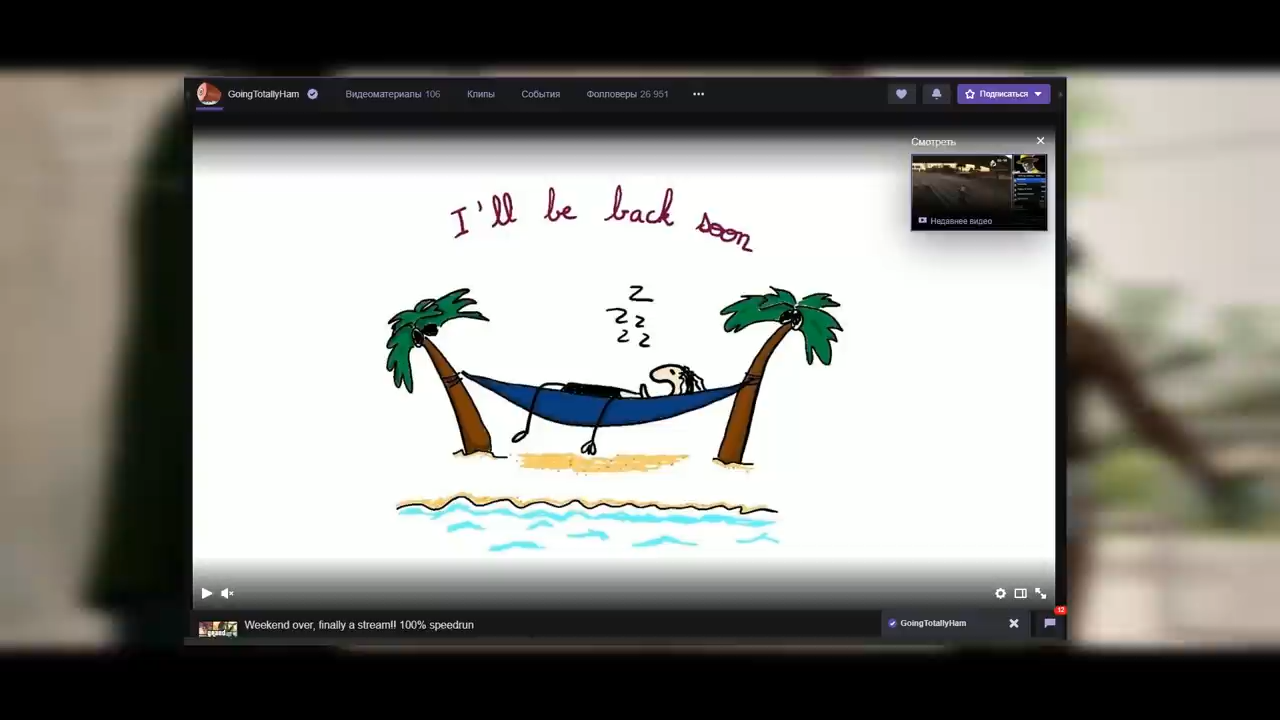 GoingTotallyHam
Видеоматериалы 106
Клипы
События
Фолловеры 26 951
Подписаться
Смотреть
Недавнее видео
I'll be back soon
z
z z
z z
Weekend over, finally a stream!! 100% speedrun
GoingTotallyHam
12